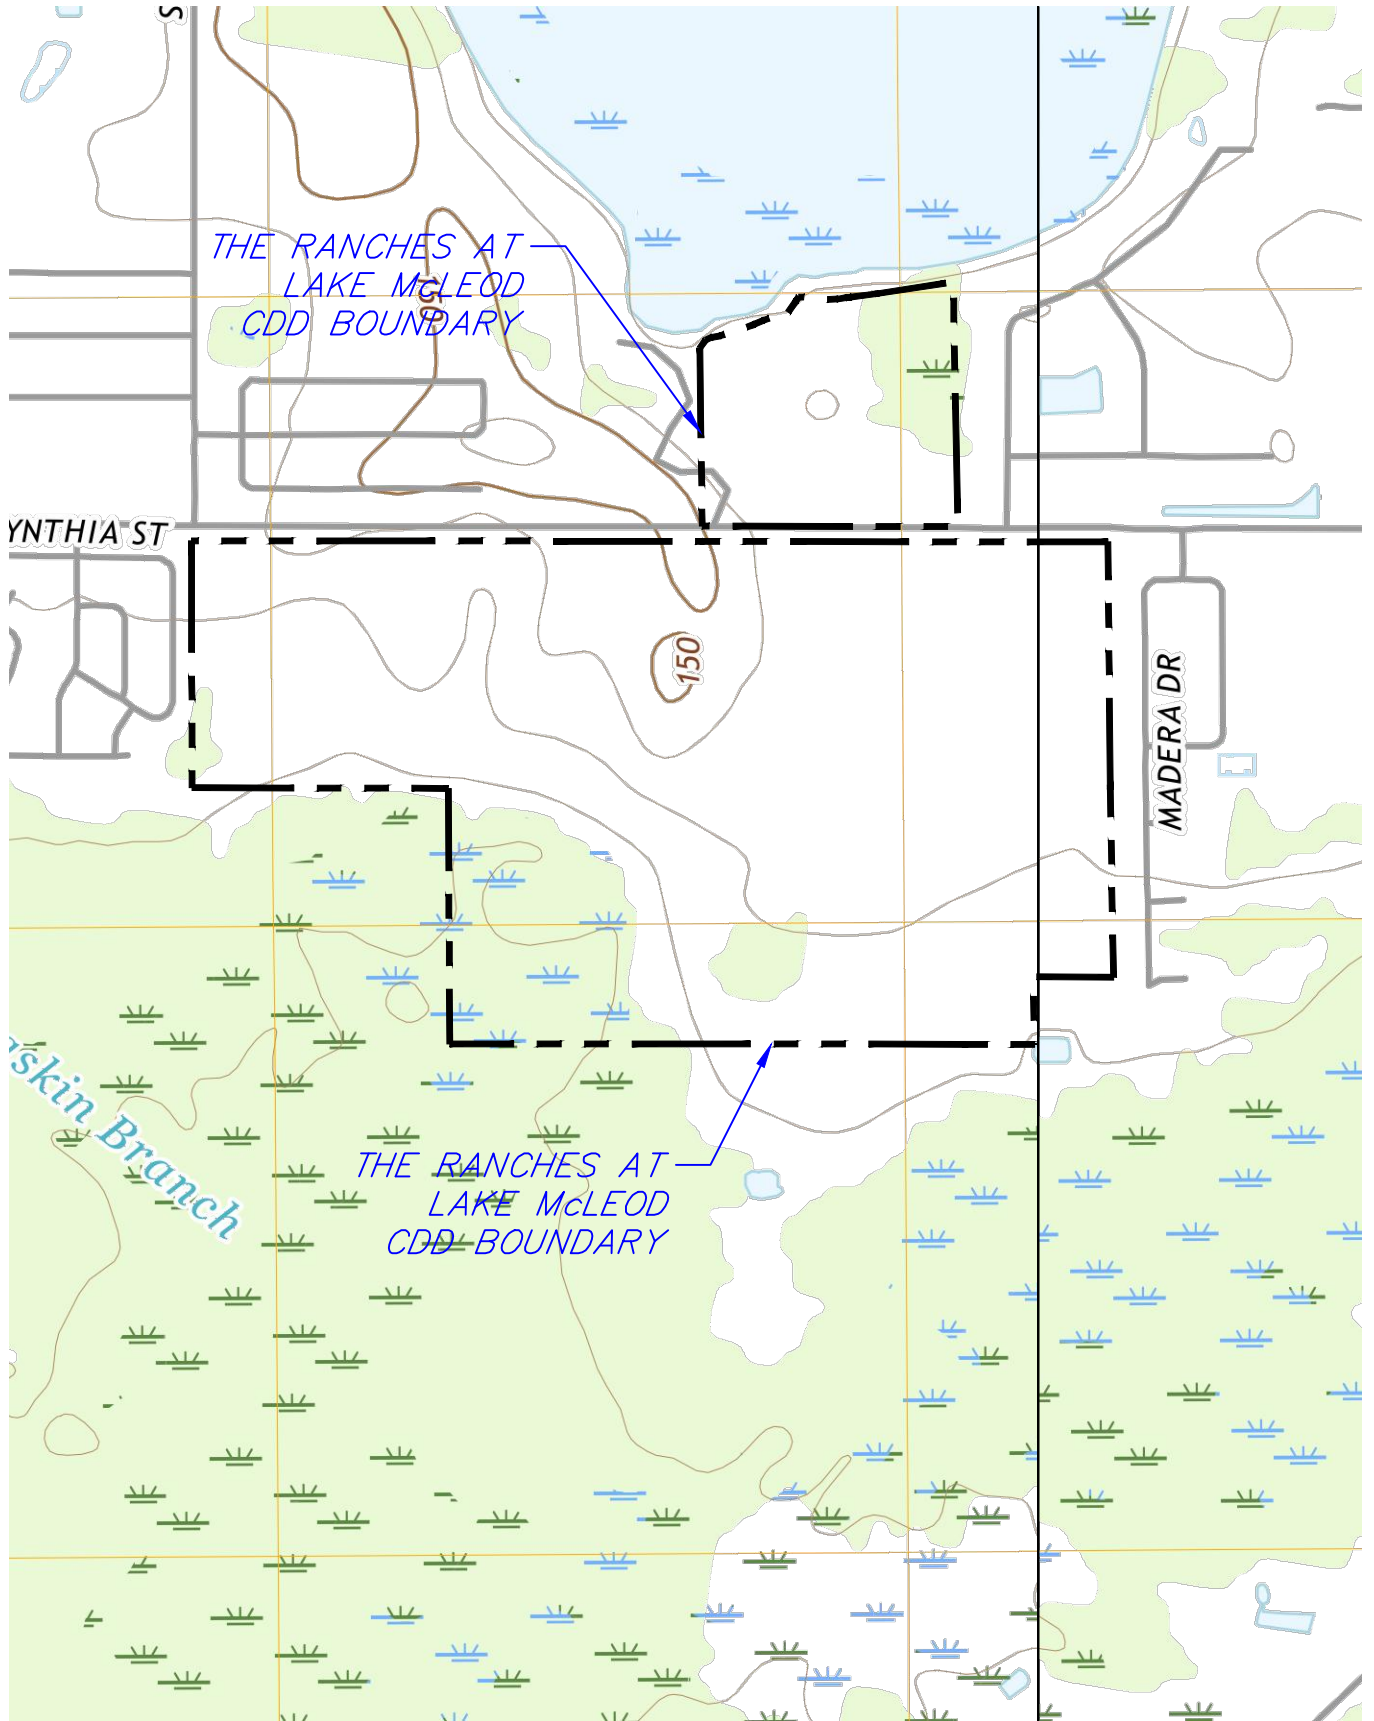 S
THE RANCHES AT
LAKE McLEOD
CDD BOUNDARY
150
YNTHIA ST
150
MADERA DR
THE RANCHES AT
LAKE McLEOD
CDD BOUNDARY
skin Branch